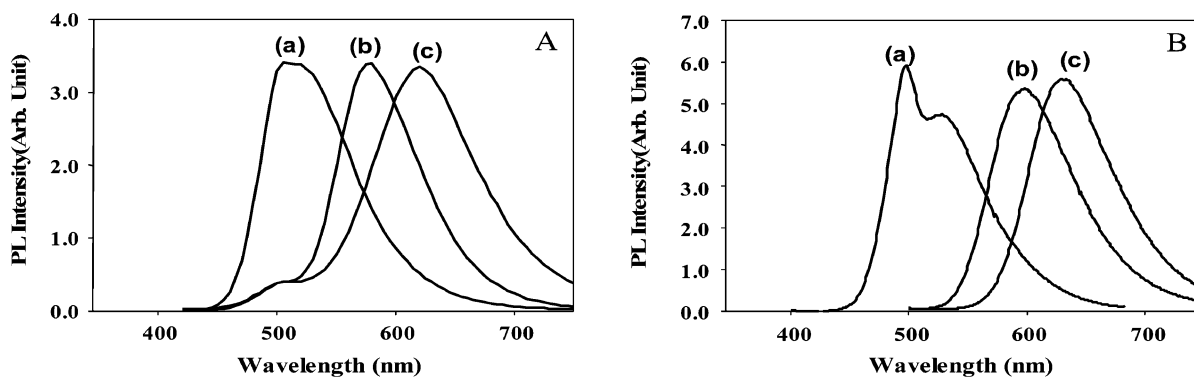 A
(a)
(b)
(c)
4.0
3.0
2.0
1.0
0.0
400
500
600
700
PL Intensity(Arb. Unit)
Wavelength (nm)
B
(a)
(b)
(c)
7.0
6.0
5.0
4.0
3.0
2.0
1.0
0.0
400
500
600
700
PL Intensity(Arb. Unit)
Wavelength (nm)